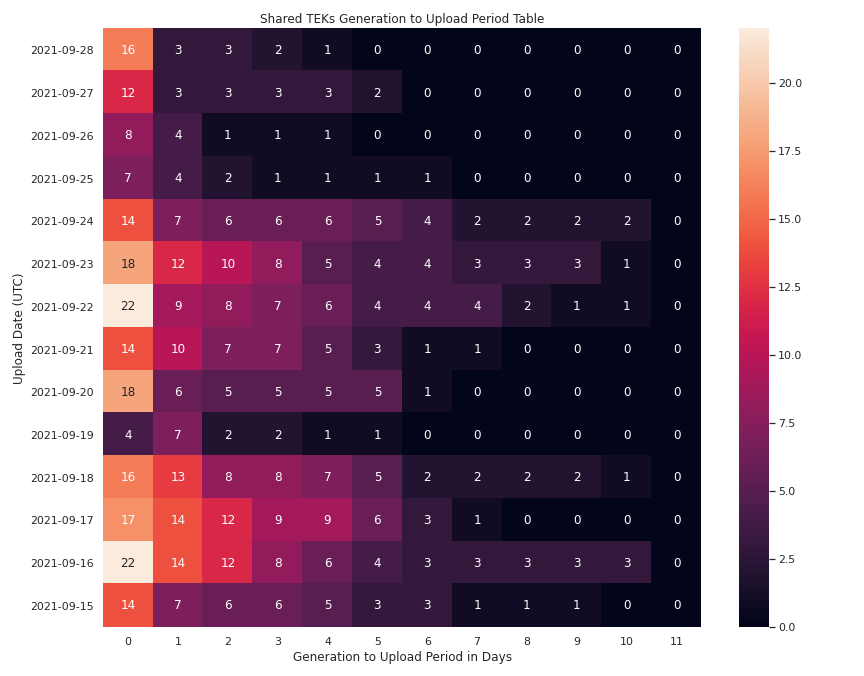 Shared TEKs Generation to Upload Period Table
Upload Date (UTC)
2021-09-28 16 3 3 2 1 0 0 0 0 0 0 0
2021-09-27 12 3 3 3 3 2 0 0 0 0 0 0
2021-09-26 8 4 1 1 1 0 0 0 0 0 0 0
2021-09-25 7 4 2 1 1 1 1 0 0 0 0 0
2021-09-24 14 7 6 6 6 5 4 2 2 2 2 0
2021-09-23 18 12 10 8 5 4 4 3 3 3 1 0
2021-09-22 22 9 8 7 6 4 4 4 2 1 1 0
2021-09-21 14 10 7 7 5 3 1 1 0 0 0 0
2021-09-20 18 6 5 5 5 5 1 0 0 0 0 0
2021-09-19 4 7 2 2 1 1 0 0 0 0 0 0
2021-09-18 16 13 8 8 7 5 2 2 2 2 1 0
2021-09-17 17 14 12 9 9 6 3 1 0 0 0 0
2021-09-16 22 14 12 8 6 4 3 3 3 3 3 0
2021-09-15 14 7 6 6 5 3 3 1 1 1 0 0
0 1 2 3 4 5 6 7 8 9 10 11
Generation to Upload Period in Days
20.0
17.5
15.0
12.5
10.0
7.5
5.0
2.5
0.0